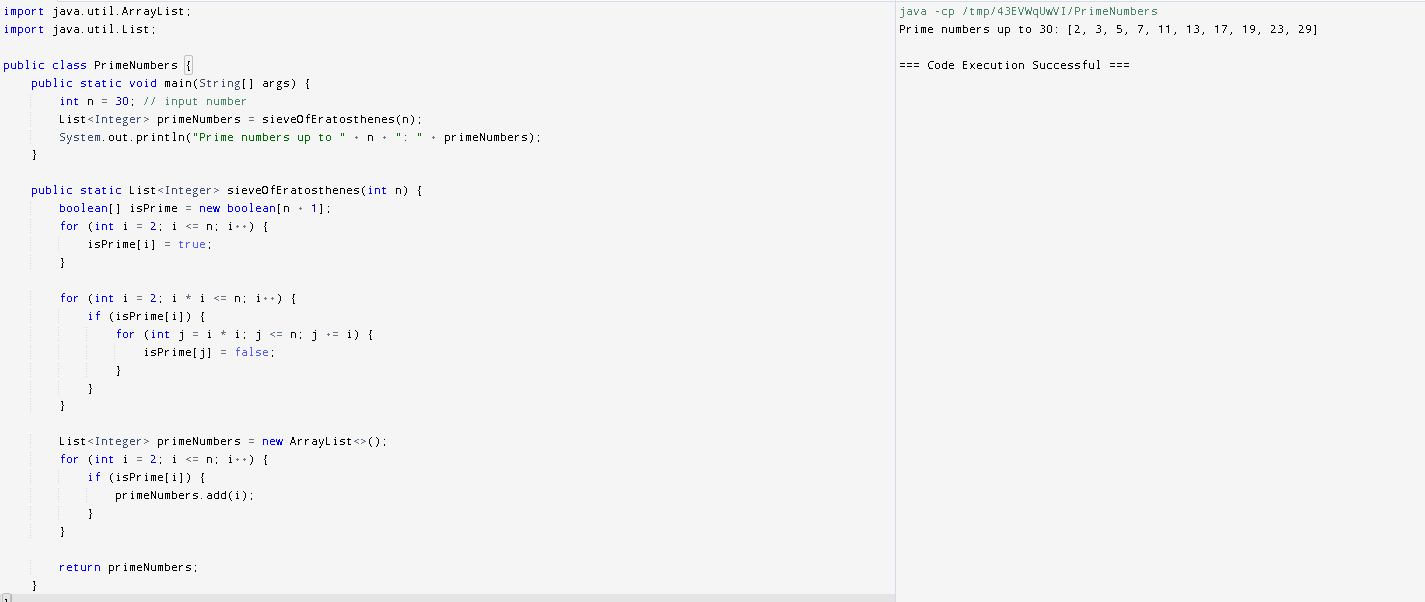 import java.util.ArrayList;
import java.util.List;

public class PrimeNumbers {
    public static void main(String[] args) {
        int n = 30; // input number
        List<Integer> primeNumbers = sieveOfEratosthenes(n);
        System.out.println("Prime numbers up to " + n + ": " + primeNumbers);
    }

    public static List<Integer> sieveOfEratosthenes(int n) {
        boolean[] isPrime = new boolean[n + 1];
        for (int i = 2; i <= n; i++) {
            isPrime[i] = true;
        }

        for (int i = 2; i * i <= n; i++) {
            if (isPrime[i]) {
                for (int j = i * i; j <= n; j += i) {
                    isPrime[j] = false;
                }
            }
        }

        List<Integer> primeNumbers = new ArrayList<>();
        for (int i = 2; i <= n; i++) {
            if (isPrime[i]) {
                primeNumbers.add(i);
            }
        }

        return primeNumbers;
    }
}
java -cp /tmp/43EVWqUwVI/PrimeNumbers
Prime numbers up to 30: [2, 3, 5, 7, 11, 13, 17, 19, 23, 29]

=== Code Execution Successful ===